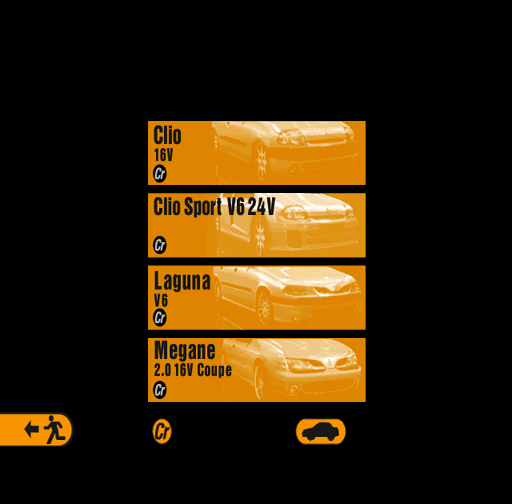 Clio
16V
Cr
Clio Sport V6 24V
Cr
Laguna
V6
Cr
Megane
2.0 16V Coupe
Cr
Cr